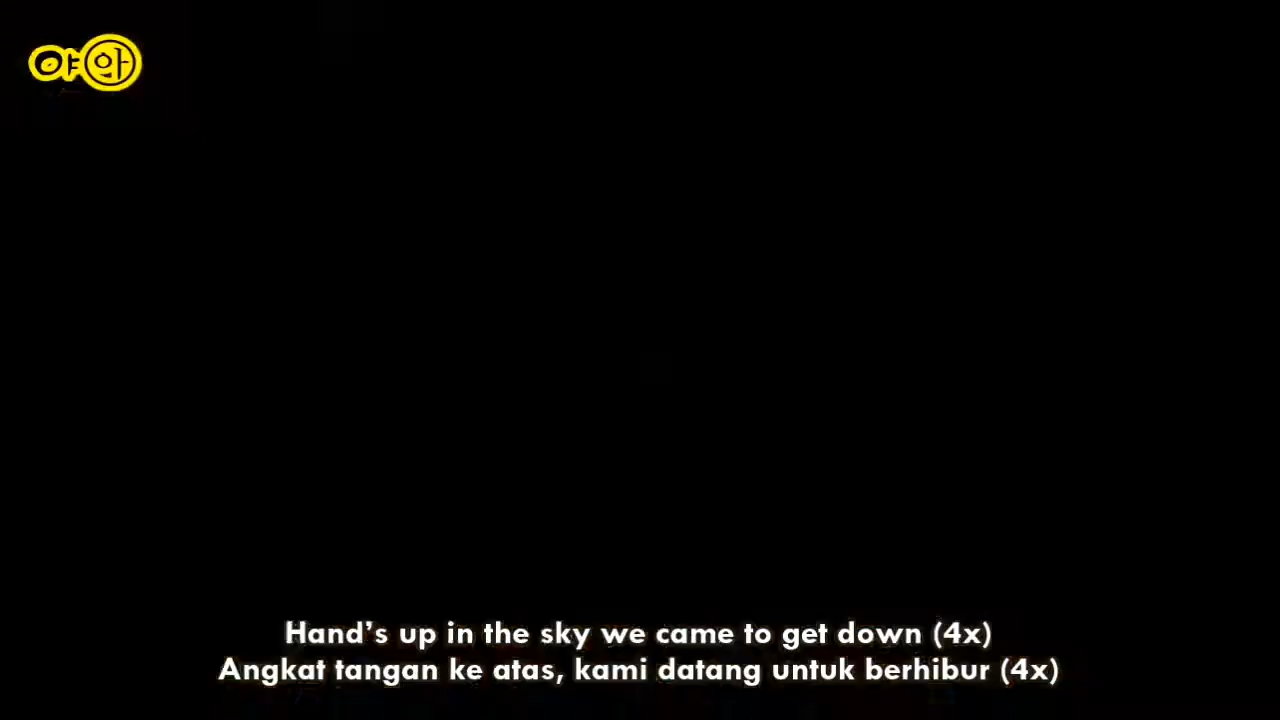 야화
Hand's up in the sky we came to get down (4x)
Angkat tangan ke atas, kami datang untuk berhibur (4x)